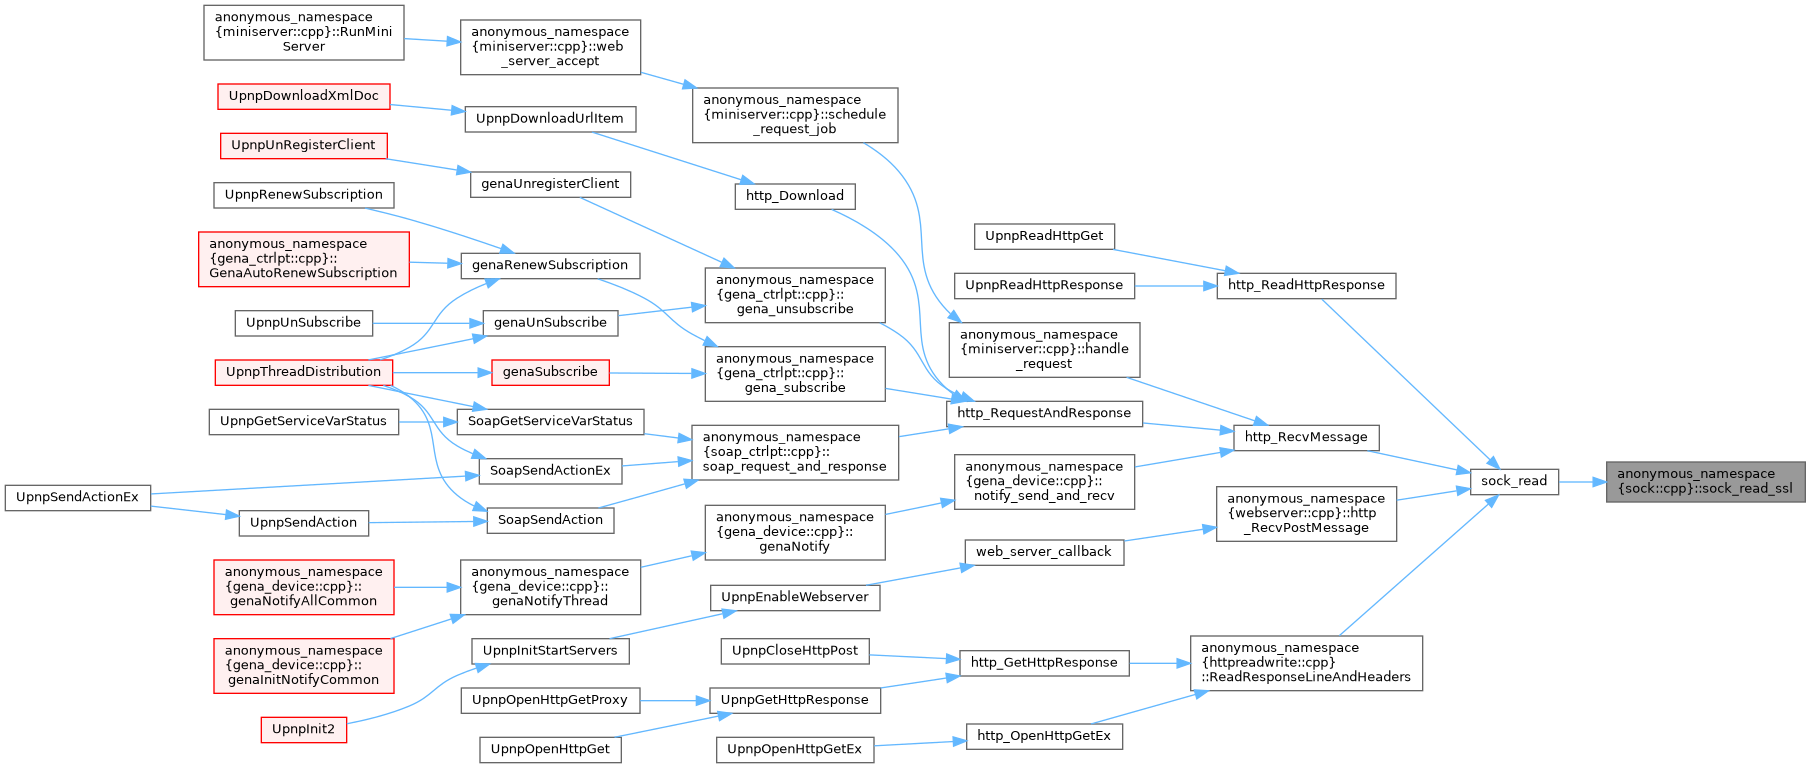 anonymous_namespace
{miniserver::cpp}::RunMini
Server
anonymous_namespace
{miniserver::cpp}::web
_server_accept
UpnpDownloadXmlDoc
UpnpDownloadUrlItem
anonymous_namespace
{miniserver::cpp}::schedule
_request_job
UpnpUnRegisterClient
genaUnregisterClient
UpnpRenewSubscription
http_Download
anonymous_namespace
{gena_ctrlpt::cpp}::
GenaAutoRenewSubscription
genaRenewSubscription
UpnpReadHttpGet
UpnpReadHttpResponse
http_ReadHttpResponse
anonymous_namespace
{gena_ctrlpt::cpp}::
gena_unsubscribe
UpnpUnSubscribe
genaUnSubscribe
anonymous_namespace
{miniserver::cpp}::handle
_request
UpnpThreadDistribution
genaSubscribe
anonymous_namespace
{gena_ctrlpt::cpp}::
gena_subscribe
UpnpGetServiceVarStatus
SoapGetServiceVarStatus
http_RequestAndResponse
http_RecvMessage
anonymous_namespace
{soap_ctrlpt::cpp}::
soap_request_and_response
SoapSendActionEx
anonymous_namespace
{gena_device::cpp}::
notify_send_and_recv
sock_read
anonymous_namespace
{sock::cpp}::sock_read_ssl
UpnpSendActionEx
UpnpSendAction
SoapSendAction
anonymous_namespace
{gena_device::cpp}::
genaNotify
anonymous_namespace
{webserver::cpp}::http
_RecvPostMessage
web_server_callback
anonymous_namespace
{gena_device::cpp}::
genaNotifyAllCommon
anonymous_namespace
{gena_device::cpp}::
genaNotifyThread
UpnpEnableWebserver
anonymous_namespace
{gena_device::cpp}::
genaInitNotifyCommon
UpnpInitStartServers
UpnpCloseHttpPost
http_GetHttpResponse
anonymous_namespace
{httpreadwrite::cpp}
::ReadResponseLineAndHeaders
UpnpOpenHttpGetProxy
UpnpGetHttpResponse
UpnpInit2
UpnpOpenHttpGet
UpnpOpenHttpGetEx
http_OpenHttpGetEx